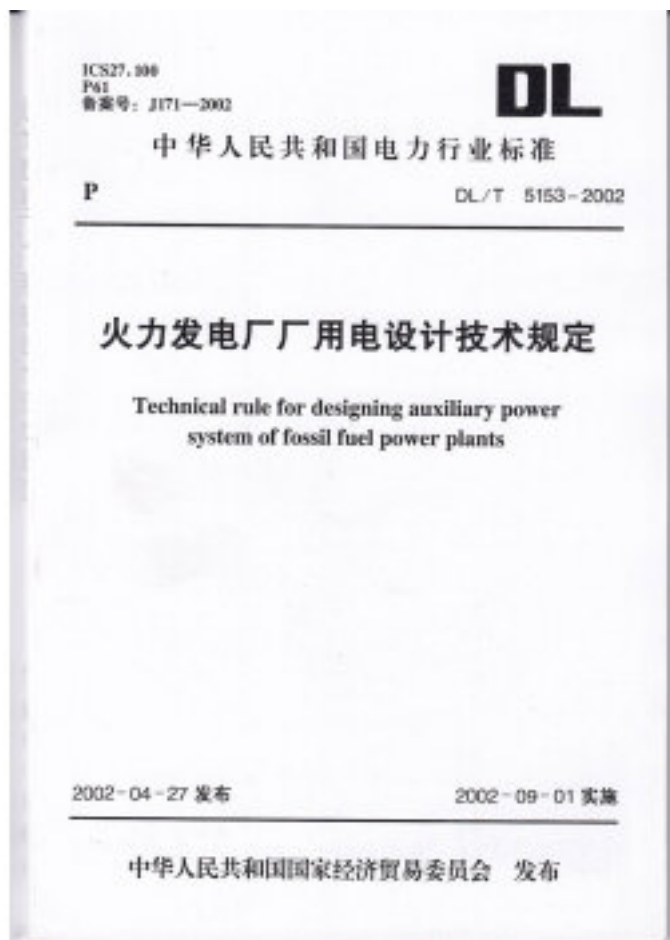 ICS27.100
P61
备案号：J171—2002
DL
中华人民共和国电力行业标准
P
DL/T 5153-2002
火力发电厂厂用电设计技术规定
Technical rule for designing auxiliary power
system of fossil fuel power plants
2002-04-27 发布
2002-09-01 实施
中华人民共和国国家经济贸易委员会 发布